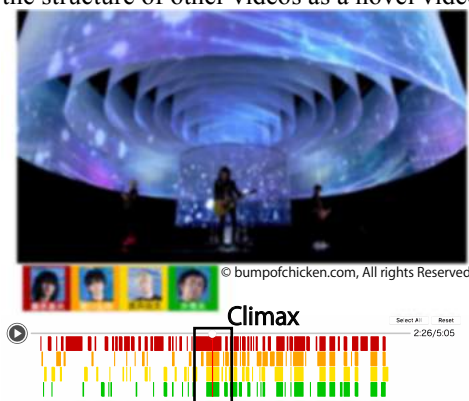 the structure of other videos as a novel vide
© bumpofchicken.com, All rights Reserved
Climax
Select All Reset
2:26/5:05